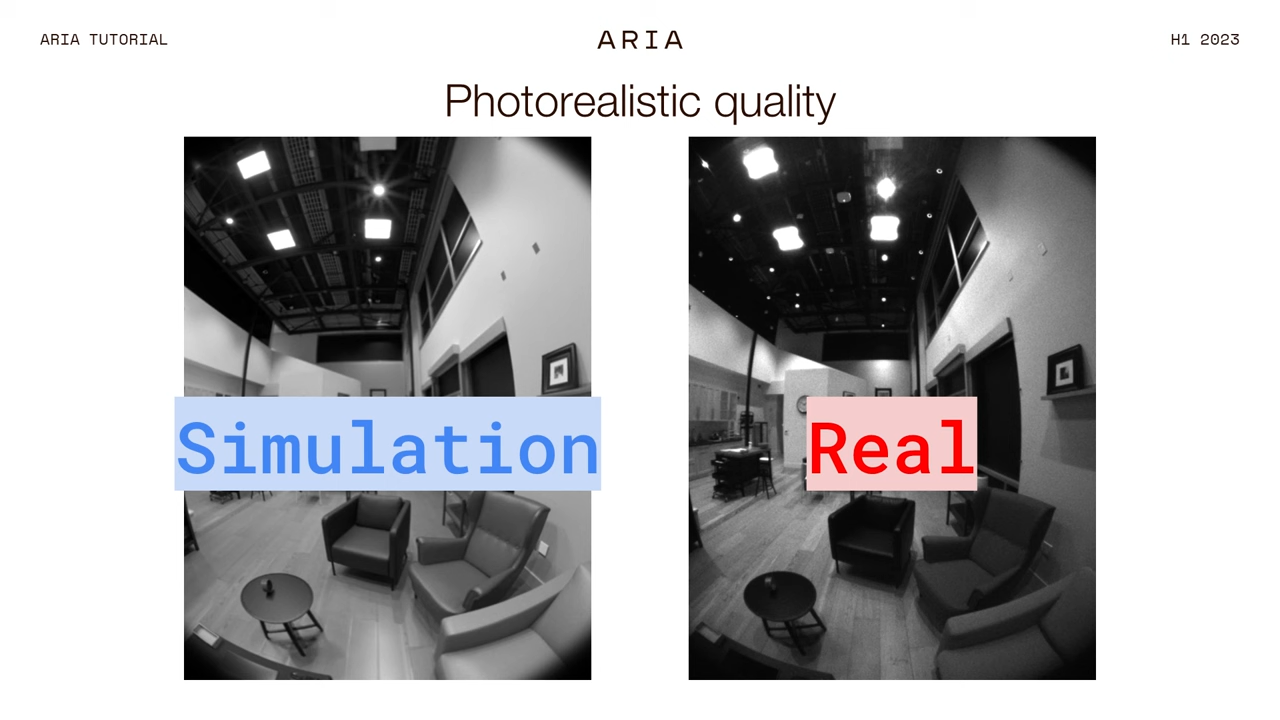 ARIA TUTORIAL
ARIA
H1 2023
Photorealistic quality
Simulation
Real